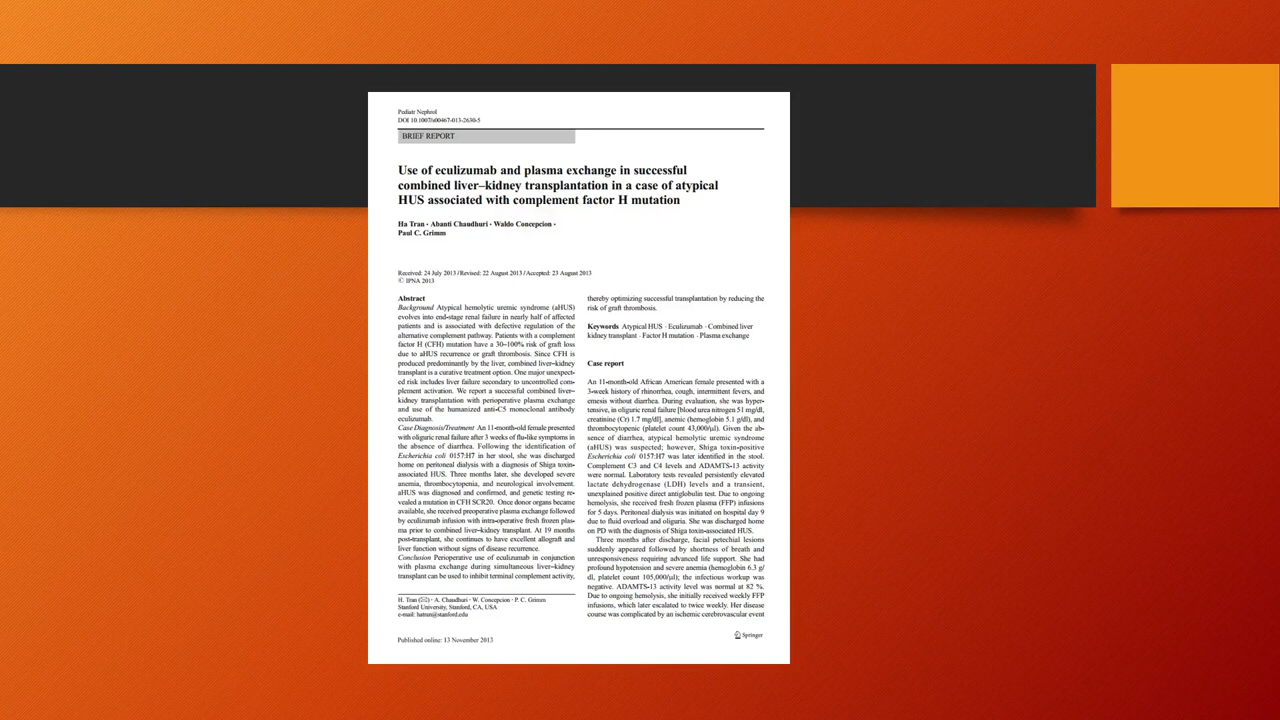 Pediatr Nephrol
DOI 10.1007/s00467-013-2630-5
BRIEF REPORT
Use of eculizumab and plasma exchange in successful
combined liver–kidney transplantation in a case of atypical
HUS associated with complement factor H mutation
Ha Tran · Abanti Chaudhuri · Waldo Concepcion ·
Paul C. Grimm
Received: 24 July 2013 / Revised: 22 August 2013 / Accepted: 23 August 2013
© IPNA 2013
Abstract
Background Atypical hemolytic uremic syndrome (aHUS)
evolves into end-stage renal failure in nearly half of affected
patients and is associated with defective regulation of the
alternative complement pathway. Patients with a complement
factor H (CFH) mutation have a 30–100% risk of graft loss
due to aHUS recurrence or graft thrombosis. Since CFH is
produced predominantly by the liver, combined liver–kidney
transplant is a curative treatment option. One major unexpect-
ed risk includes liver failure secondary to uncontrolled com-
plement activation. We report a successful combined liver–
kidney transplantation with perioperative plasma exchange
and use of the humanized anti-C5 monoclonal antibody
eculizumab.
Case Diagnosis/Treatment An 11-month-old female presented
with oliguric renal failure after 3 weeks of flu-like symptoms in
the absence of diarrhea. Following the identification of
Escherichia coli 0157:H7 in her stool, she was discharged
home on peritoneal dialysis with a diagnosis of Shiga toxin-
associated HUS. Three months later, she developed severe
anemia, thrombocytopenia, and neurological involvement.
aHUS was diagnosed and confirmed, and genetic testing re-
vealed a mutation in CFH SCR20. Once donor organs became
available, she received preoperative plasma exchange followed
by eculizumab infusion with intra-operative fresh frozen plas-
ma prior to combined liver–kidney transplant. At 19 months
post-transplant, she continues to have excellent allograft and
liver function without signs of disease recurrence.
Conclusion Perioperative use of eculizumab in conjunction
with plasma exchange during simultaneous liver–kidney
transplant can be used to inhibit terminal complement activity,
H. Tran (✉) · A. Chaudhuri · W. Concepcion · P. C. Grimm
Stanford University, Stanford, CA, USA
e-mail: hatran@stanford.edu
thereby optimizing successful transplantation by reducing the
risk of graft thrombosis.
Keywords Atypical HUS · Eculizumab · Combined liver
kidney transplant · Factor H mutation · Plasma exchange
Case report
An 11-month-old African American female presented with a
3-week history of rhinorrhea, cough, intermittent fevers, and
emesis without diarrhea. During evaluation, she was hyper-
tensive, in oliguric renal failure [blood urea nitrogen 51 mg/dl,
creatinine (Cr) 1.7 mg/dl], anemic (hemoglobin 5.1 g/dl), and
thrombocytopenic (platelet count 43,000/μl). Given the ab-
sence of diarrhea, atypical hemolytic uremic syndrome
(aHUS) was suspected; however, Shiga toxin-positive
Escherichia coli 0157:H7 was later identified in the stool.
Complement C3 and C4 levels and ADAMTS-13 activity
were normal. Laboratory tests revealed persistently elevated
lactate dehydrogenase (LDH) levels and a transient,
unexplained positive direct antiglobulin test. Due to ongoing
hemolysis, she received fresh frozen plasma (FFP) infusions
for 5 days. Peritoneal dialysis was initiated on hospital day 9
due to fluid overload and oliguria. She was discharged home
on PD with the diagnosis of Shiga toxin-associated HUS.
Three months after discharge, facial petechial lesions
suddenly appeared followed by shortness of breath and
unresponsiveness requiring advanced life support. She had
profound hypotension and severe anemia (hemoglobin 6.3 g/
dl, platelet count 105,000/μl); the infectious workup was
negative. ADAMTS-13 activity level was normal at 82 %.
Due to ongoing hemolysis, she initially received weekly FFP
infusions, which later escalated to twice weekly. Her disease
course was complicated by an ischemic cerebrovascular event
Published online: 13 November 2013
Springer